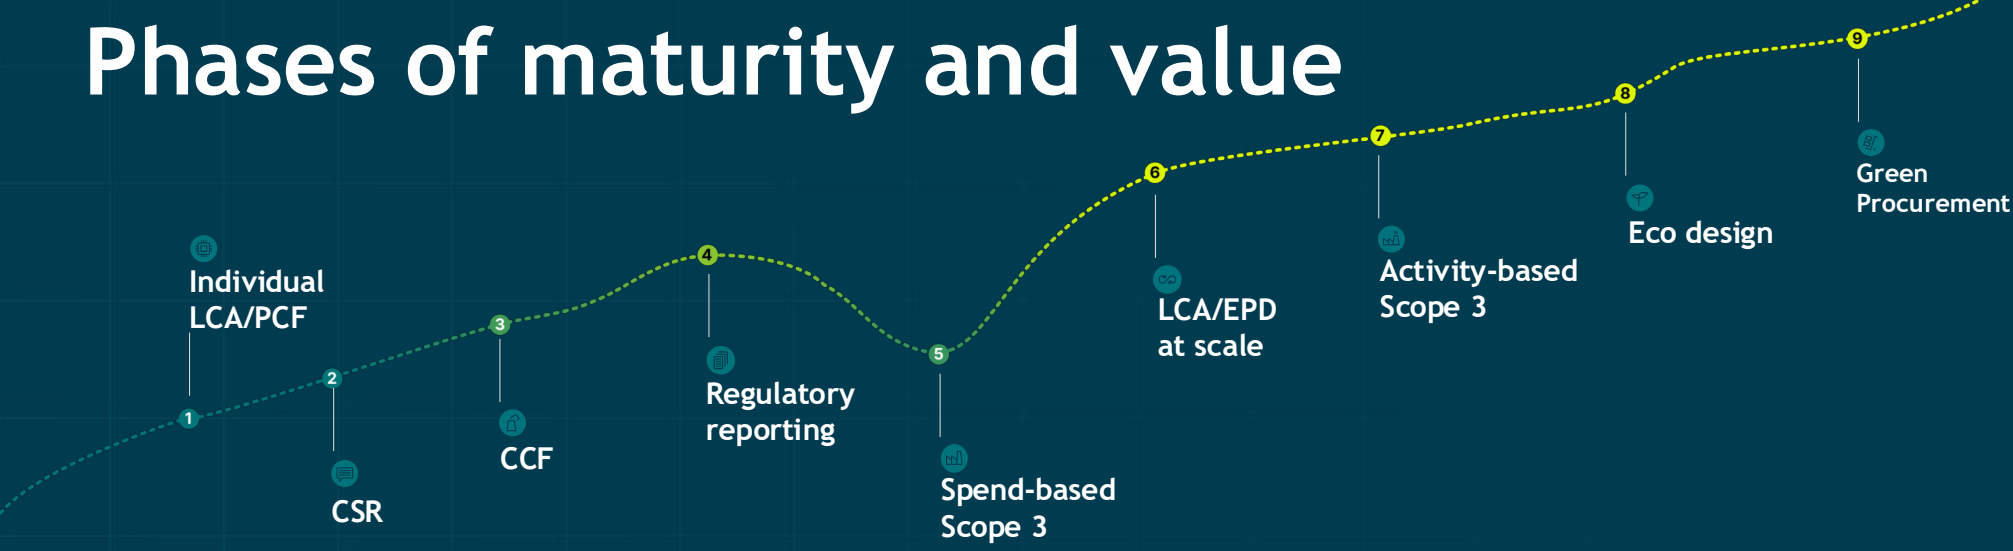 Phases of maturity and value
1
Individual
LCA/PCF
2
CSR
3
CCF
4
Regulatory
reporting
5
Spend-based
Scope 3
6
LCA/EPD
at scale
7
Activity-based
Scope 3
8
Eco design
9
Green
Procurement